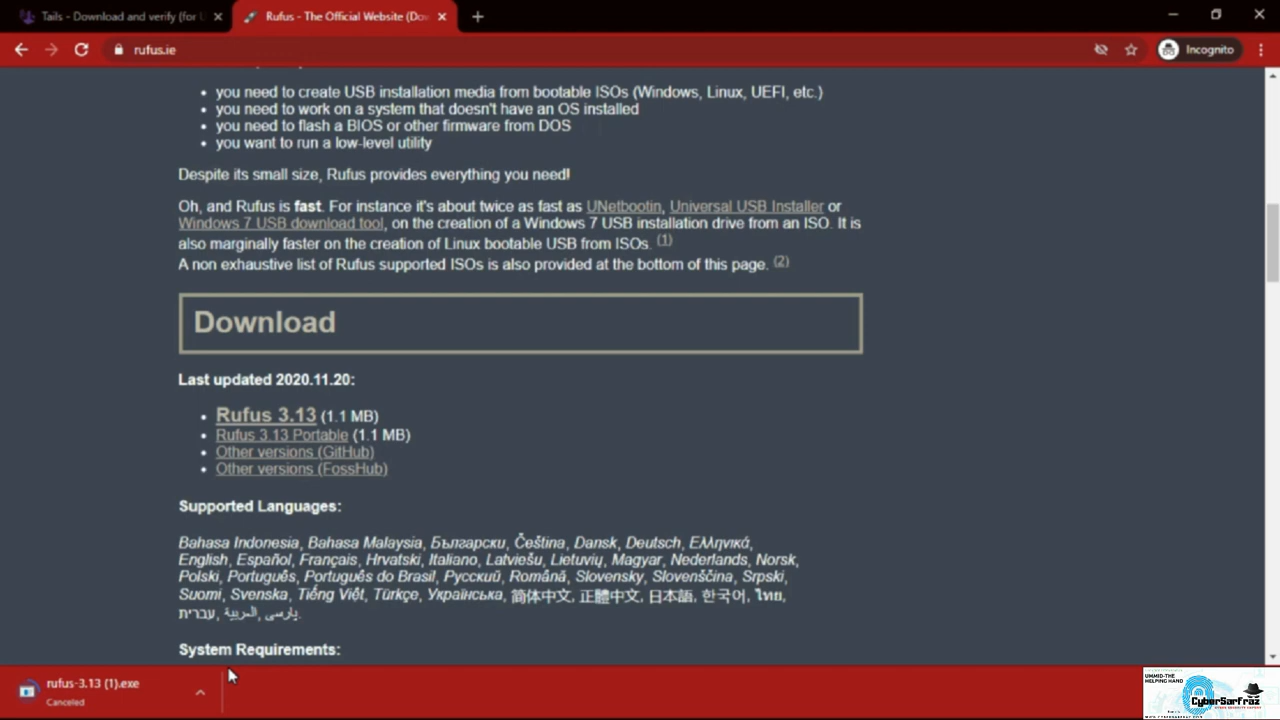 Tails - Download and verify (for U
Rufus - The Official Website (Do
rufus.ie
Incognito
you need to create USB installation media from bootable ISOs (Windows, Linux, UEFI, etc.)
you need to work on a system that doesn't have an OS installed
you need to flash a BIOS or other firmware from DOS
you want to run a low-level utility
Despite its small size, Rufus provides everything you need!
Oh, and Rufus is fast. For instance it's about twice as fast as UNetbootin, Universal USB Installer or
Windows 7 USB download tool, on the creation of a Windows 7 USB installation drive from an ISO. It is
also marginally faster on the creation of Linux bootable USB from ISOs. (1)
A non exhaustive list of Rufus supported ISOs is also provided at the bottom of this page. (2)
Download
Last updated 2020.11.20:
Rufus 3.13 (1.1 MB)
Rufus 3.13 Portable (1.1 MB)
Other versions (GitHub)
Other versions (FossHub)
Supported Languages:
Bahasa Indonesia, Bahasa Malaysia, Български, Čeština, Dansk, Deutsch, Ελληνικά,
English, Español, Français, Hrvatski, Italiano, Latviešu, Lietuvių, Magyar, Nederlands, Norsk,
Polski, Português, Português do Brasil, Русский, Română, Slovensky, Slovenščina, Srpski,
Suomi, Svenska, Tiếng Việt, Türkçe, Українська, 简体中文, 正體中文, 日本語, 한국어, ไทย,
עברית, العربية, پارسی.
System Requirements:
rufus-3.13 (1).exe
Canceled
UMMID-THE
HELPING HAND
CyberSarFraz